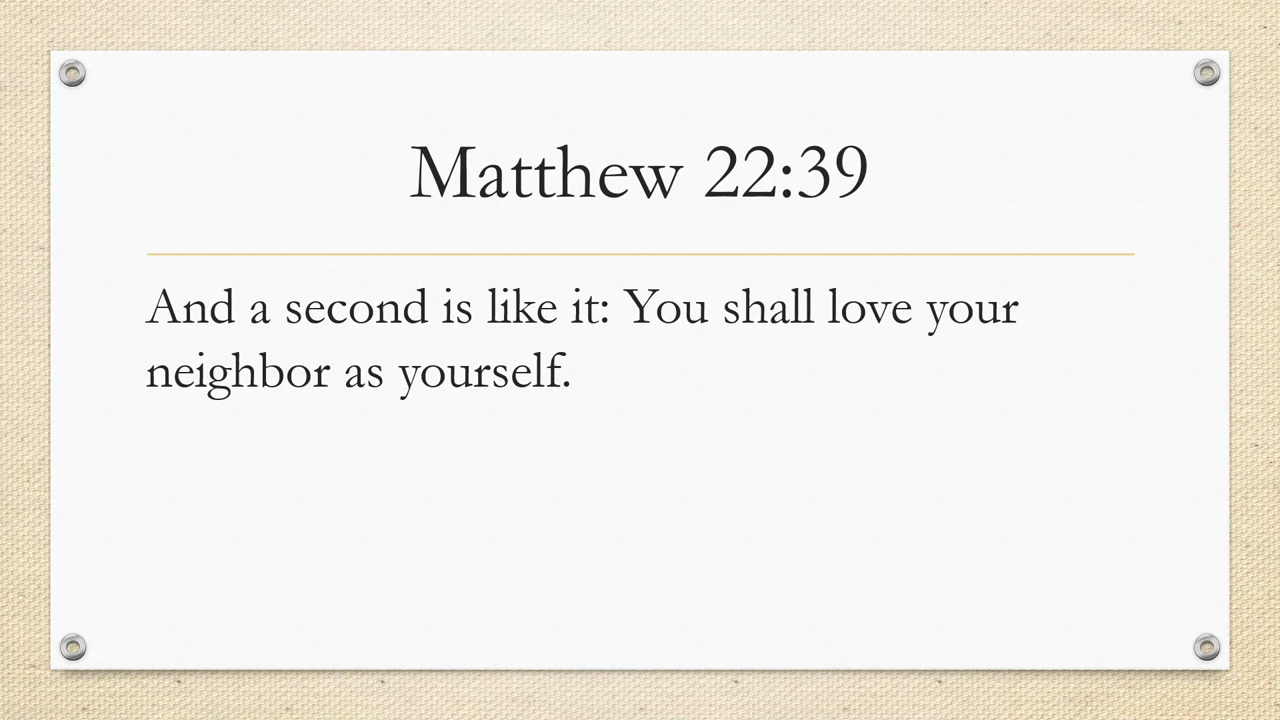 Matthew 22:39
And a second is like it: You shall love your
neighbor as yourself.